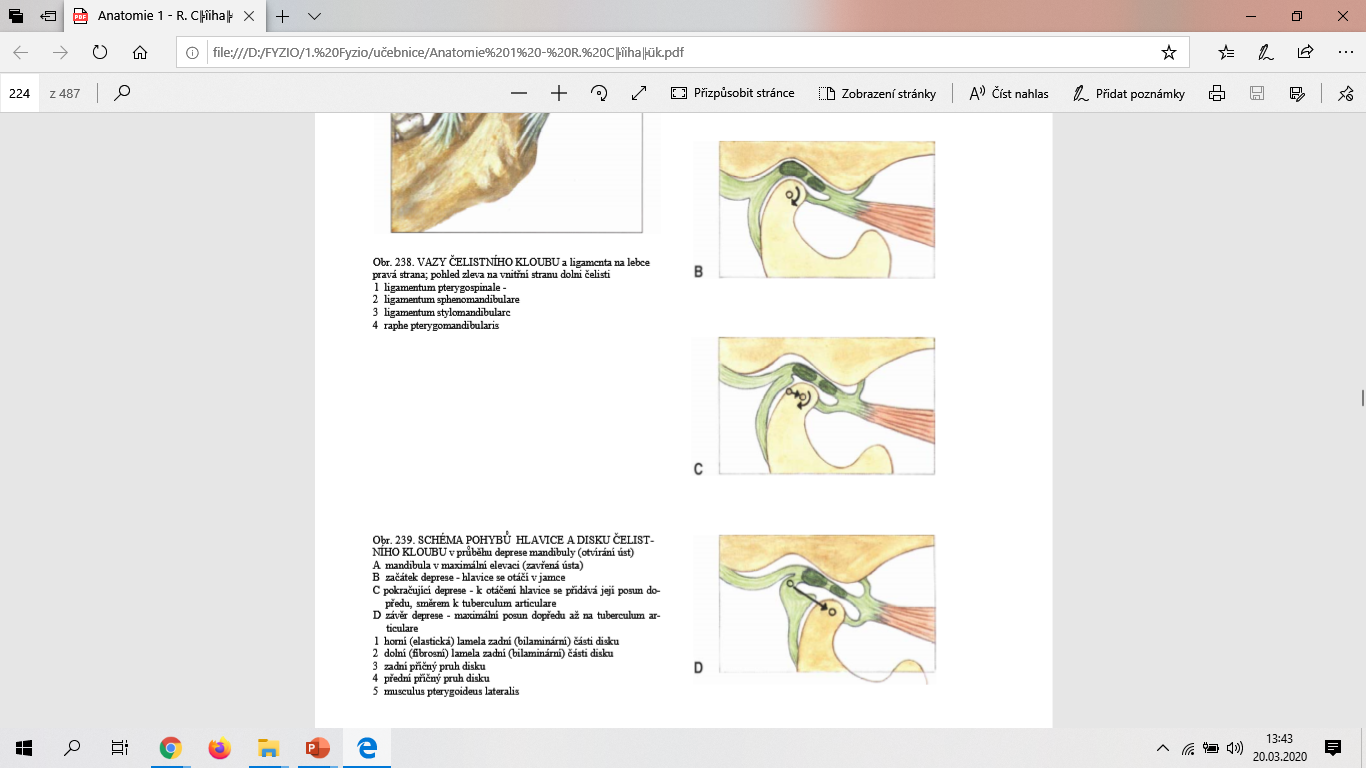 Anatomie 1 - R. C╠îiha╠
file:///D:/FYZIO/1.%20Fyzio/učebnice/Anatomie%201%20-%20R.%20C╠îiha╠ük.pdf
224 z 487
Přizpůsobit stránce
Zobrazení stránky
Číst nahlas
Přidat poznámky
Obr. 238. VAZY ČELISTNÍHO KLOUBU a ligamenta na lebce
pravá strana; pohled zleva na vnitřní stranu dolní čelisti
1 ligamentum pterygospinale -
2 ligamentum sphenomandibulare
3 ligamentum stylomandibularc
4 raphe pterygomandibularis
B
C
Obr. 239. SCHÉMA POHYBŮ HLAVICE A DISKU ČELIST-
NÍHO KLOUBU v průběhu deprese mandibuly (otvírání úst)
A mandibula v maximální elevaci (zavřená ústa)
B začátek deprese - hlavice se otáčí v jamce
C pokračující deprese - k otáčení hlavice se přidává její posun do-
předu, směrem k tuberculum articulare
D závěr deprese - maximální posun dopředu až na tuberculum ar-
ticulare
1 horní (elastická) lamela zadní (bilaminární) části disku
2 dolní (fibrosní) lamela zadní (bilaminární) části disku
3 zadní příčný pruh disku
4 přední příčný pruh disku
5 musculus pterygoideus lateralis
D
13:43
20.03.2020